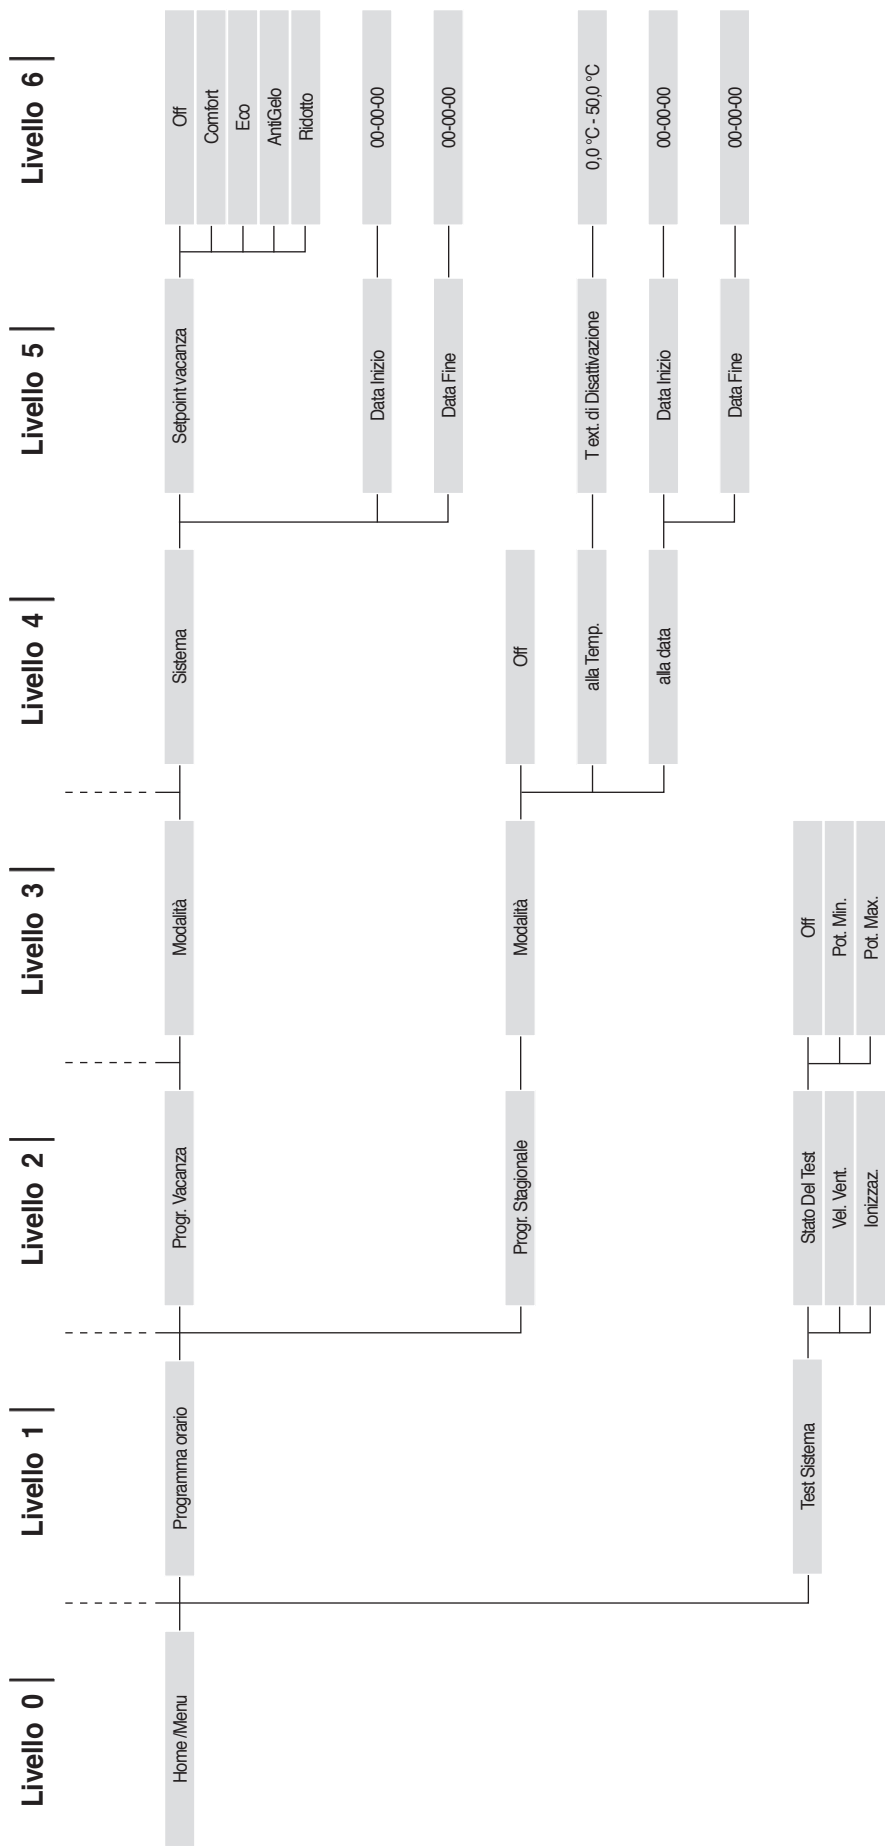 Livello 0
Livello 1
Livello 2
Livello 3
Livello 4
Livello 5
Livello 6
Home /Menu
Programma orario
Progr. Vacanza
Modalità
Sistema
Setpoint vacanza
Off
Comfort
Eco
AntiGelo
Ridotto
Data Inizio
00-00-00
Data Fine
00-00-00
Progr. Stagionale
Modalità
Off
alla Temp.
T ext. di Disattivazione
0,0 °C - 50,0 °C
alla data
Data Inizio
00-00-00
Data Fine
00-00-00
Test Sistema
Stato Del Test
Off
Vel. Vent.
Pot. Min.
Ionizzaz.
Pot. Max.